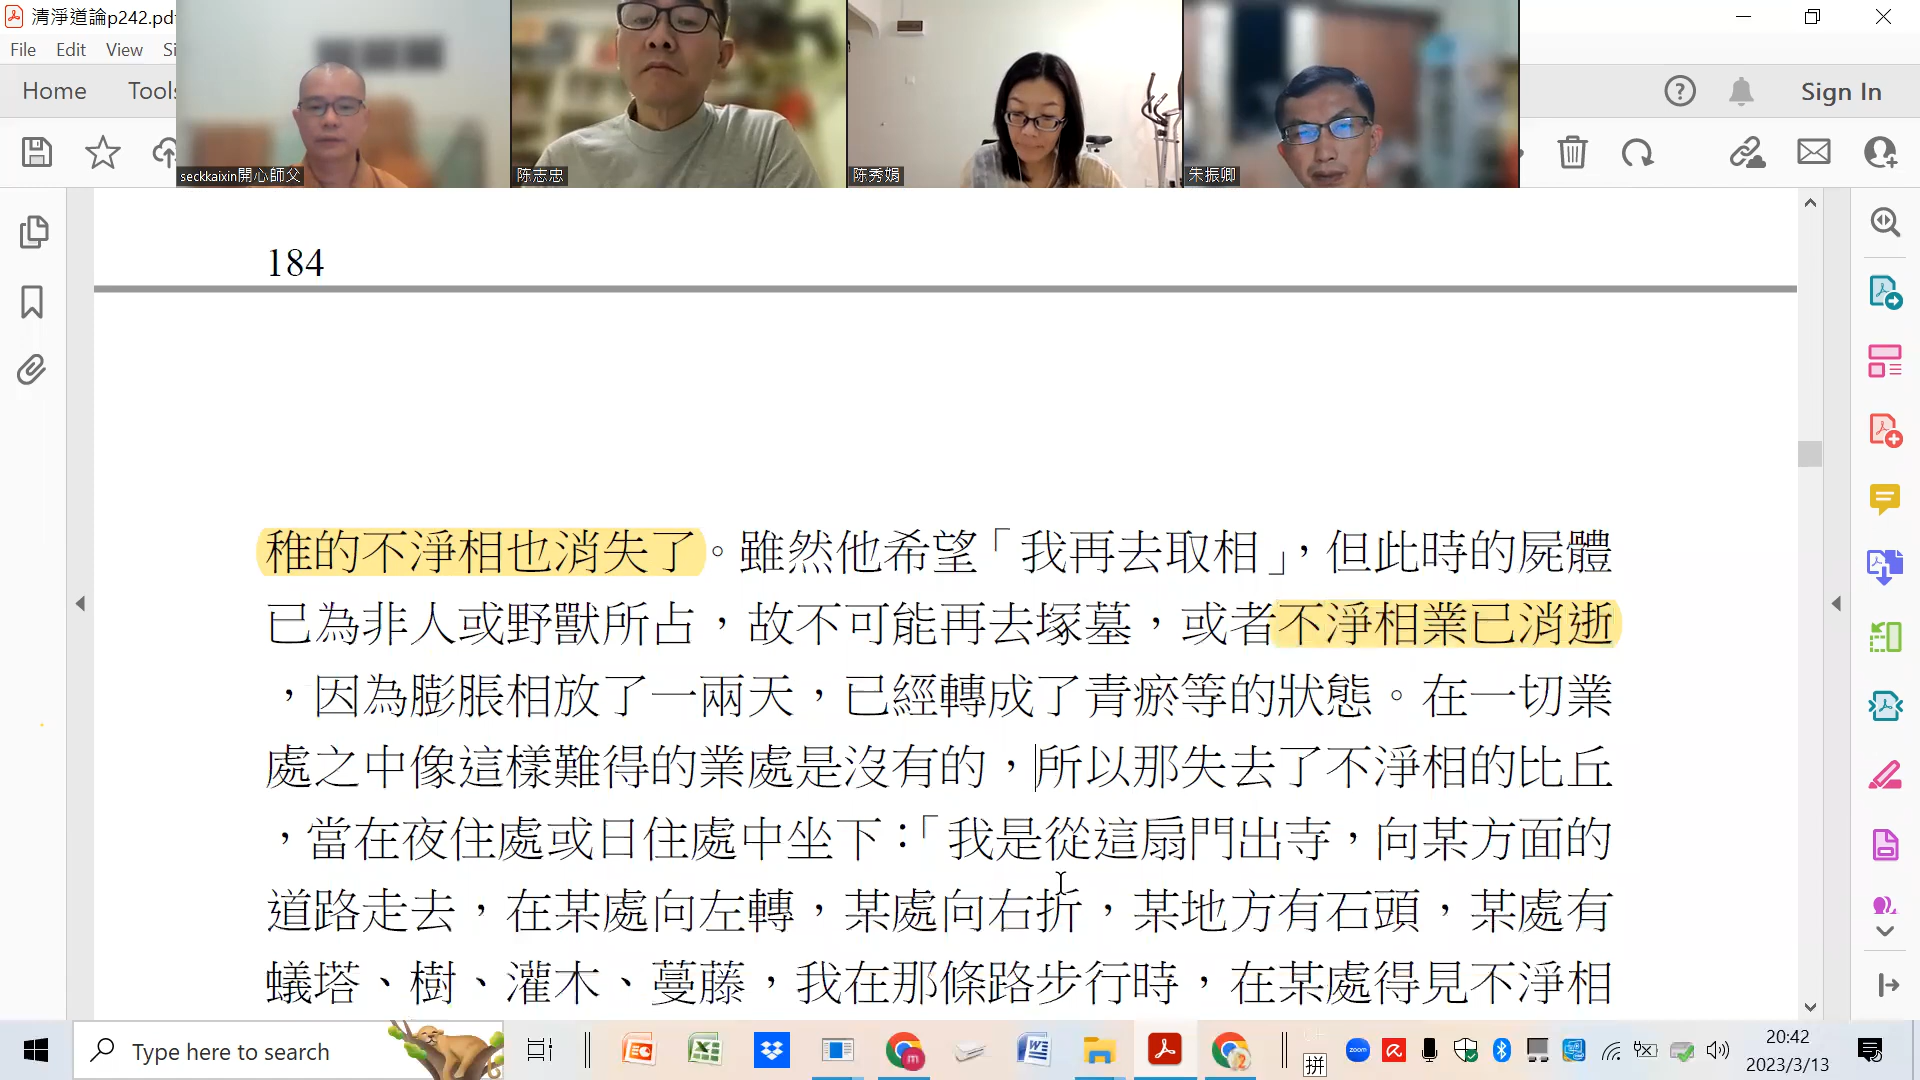 清淨道論p242.pdf
File Edit View
Home Tools
Sign In
seckkaixin開心師父
陈志忠
陈秀娟
朱振卿
184
稚的不淨相也消失了。雖然他希望「我再去取相」，但此時的屍體
已為非人或野獸所占，故不可能再去塚墓，或者不淨相業已消逝
，因為膨脹相放了一兩天，已經轉成了青瘀等的狀態。在一切業
處之中像這樣難得的業處是沒有的，所以那失去了不淨相的比丘
，當在夜住處或日住處中坐下：「我是從這扇門出寺，向某方面的
道路走去，在某處向左轉，某處向右折，某地方有石頭，某處有
蟻塔、樹、灌木、蔓藤，我在那條路步行時，在某處得見不淨相
Type here to search
zoom
拼
20:42
2023/3/13